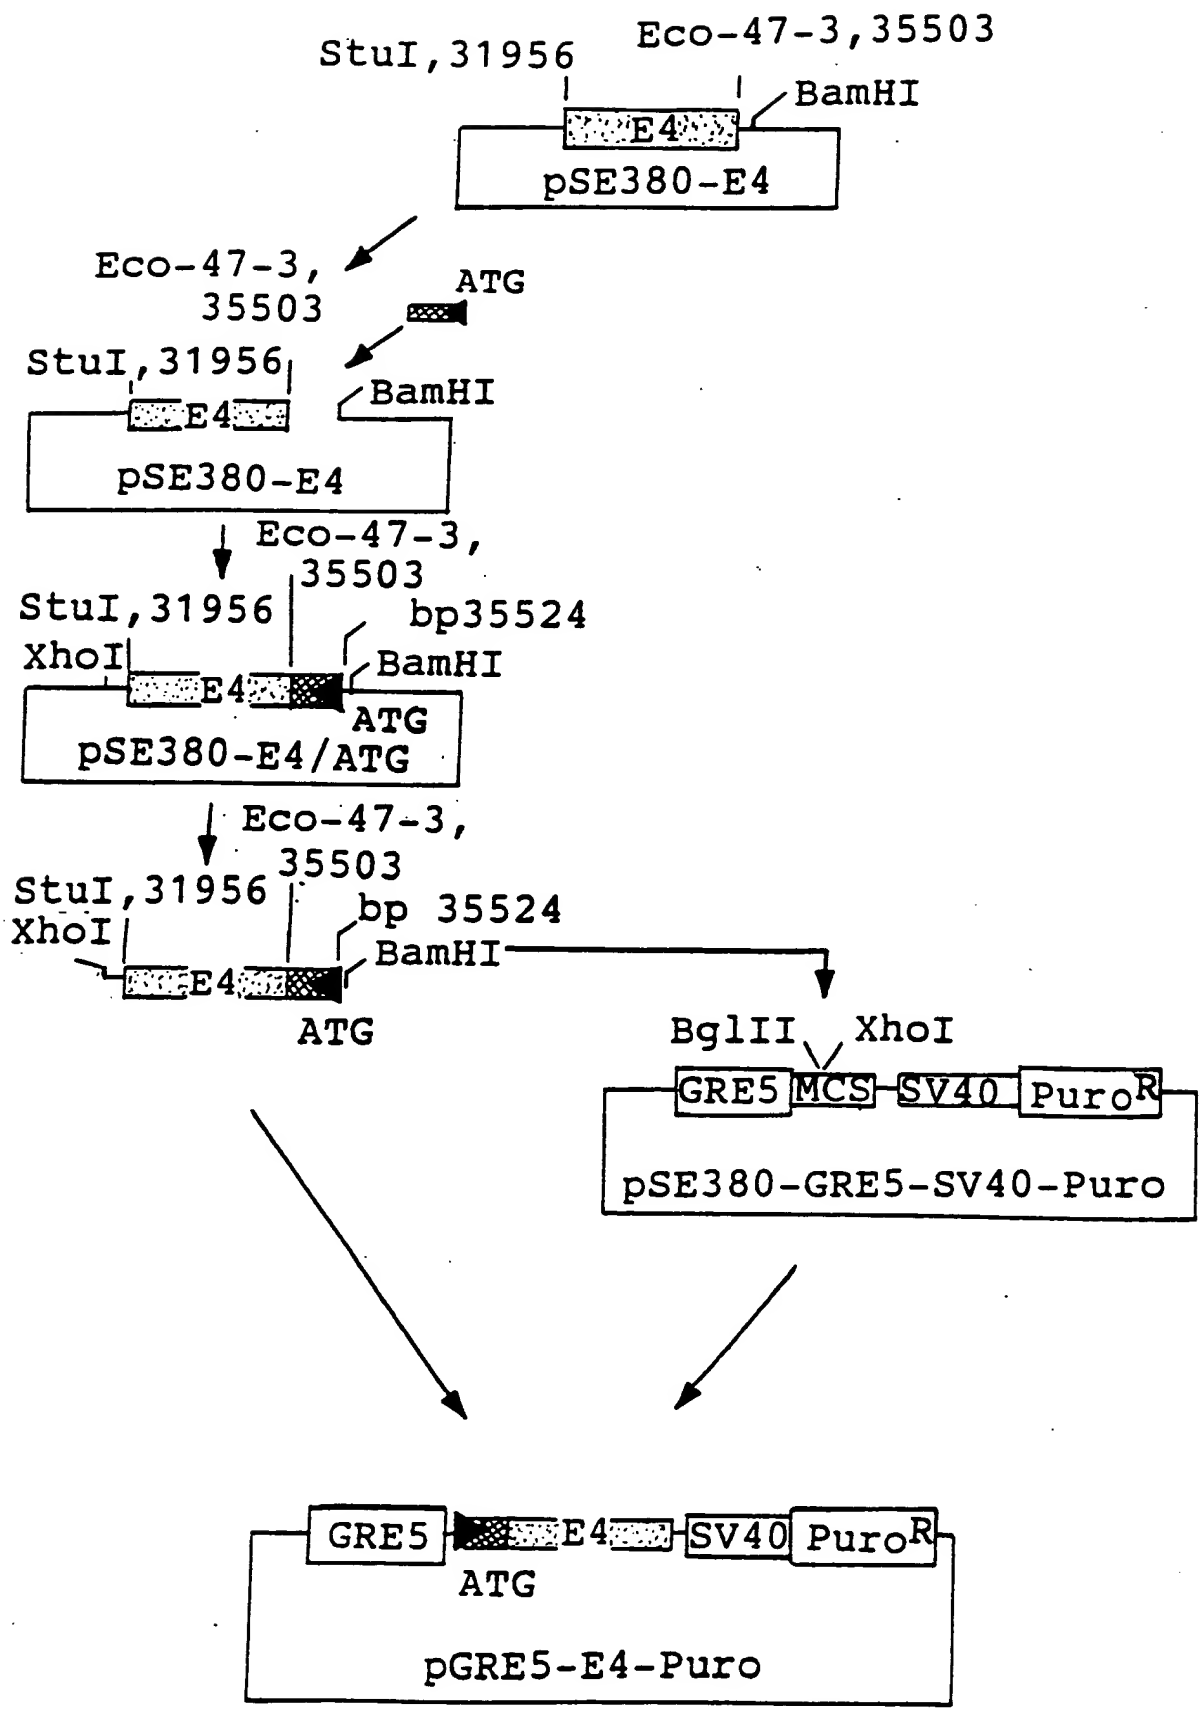 StuI,31956
Eco-47-3,35503
BamHI
E4
pSE380-E4
Eco-47-3,
35503
ATG
StuI,31956
BamHI
E4
pSE380-E4
Eco-47-3,
35503
StuI,31956
bp35524
XhoI
BamHI
E4
ATG
pSE380-E4/ATG
Eco-47-3,
35503
StuI,31956
bp 35524
XhoI
BamHI
E4
ATG
BglII XhoI
GRE5 MCS SV40 PuroR
pSE380-GRE5-SV40-Puro
GRE5 E4 SV40 PuroR
ATG
pGRE5-E4-Puro